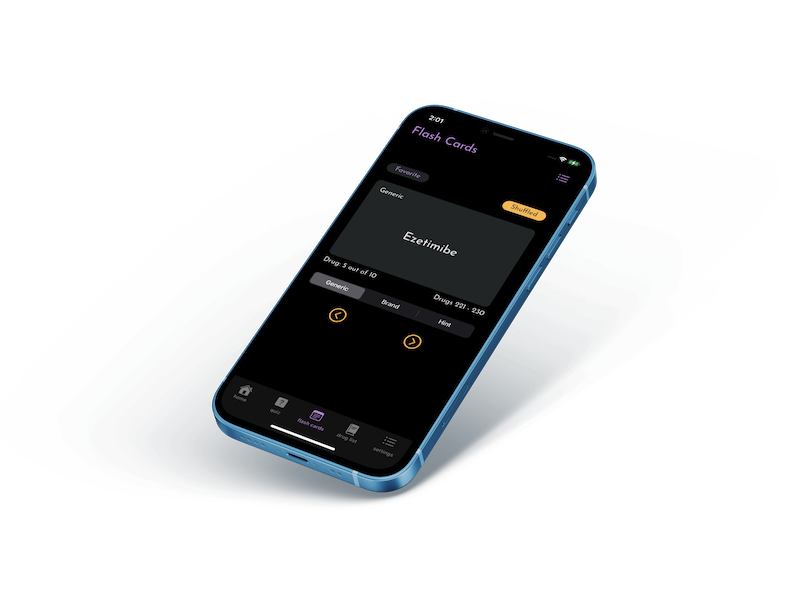 2:01
Flash Cards
Favorite
Shuffled
Generic
Ezetimibe
Drug: 5 out of 10
Drugs 221 - 230
Generic
Brand
Hint
home
quiz
flash cards
drug list
settings